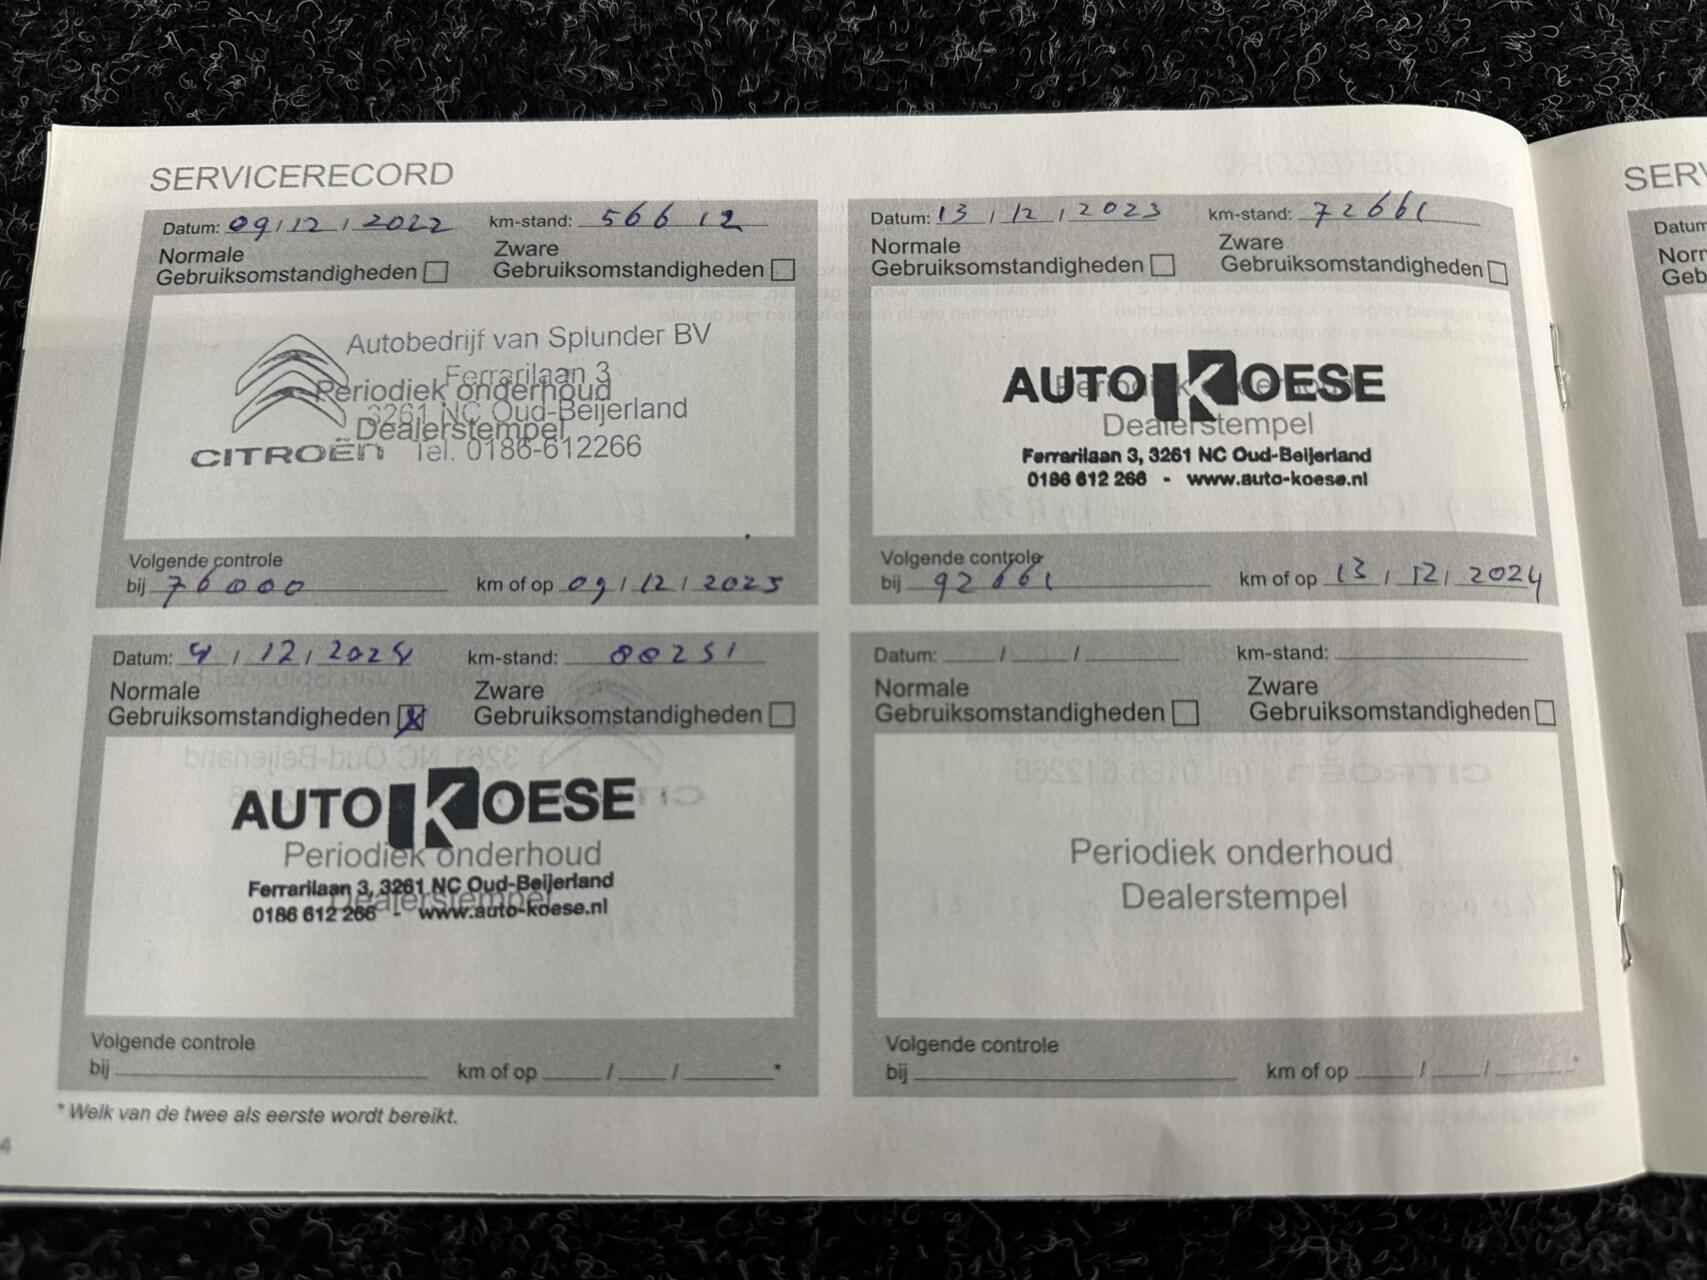 SERVICERECORD
Datum: 09 / 12 / 2022 km-stand: 56612
Normale Gebruiksomstandigheden
Zware Gebruiksomstandigheden
Autobedrijf van Splunder BV
Ferrarilaan 3
Periodiek onderhoud
3261 NC Oud-Beijerland
Dealerstempel
CITROËN Tel. 0186-612266
Volgende controle
bij 76000 km of op 09 / 12 / 2023
Datum: 13 / 12 / 2023 km-stand: 72661
Normale Gebruiksomstandigheden
Zware Gebruiksomstandigheden
AUTO KOESE
Periodiek onderhoud
Dealerstempel
Ferrarilaan 3, 3261 NC Oud-Beijerland
0186 612 266 - www.auto-koese.nl
Volgende controle
bij 92661 km of op 13 / 12 / 2024
Datum: 4 / 12 / 2024 km-stand: 80251
Normale Gebruiksomstandigheden X
Zware Gebruiksomstandigheden
AUTO KOESE
Periodiek onderhoud
Ferrarilaan 3, 3261 NC Oud-Beijerland
Dealerstempel
0186 612 266 - www.auto-koese.nl
Volgende controle
bij km of op / / *
Datum: / / km-stand:
Normale Gebruiksomstandigheden
Zware Gebruiksomstandigheden
Periodiek onderhoud
Dealerstempel
Volgende controle
bij km of op / / *
* Welk van de twee als eerste wordt bereikt.
4
SERV
Datum
Norm
Geb